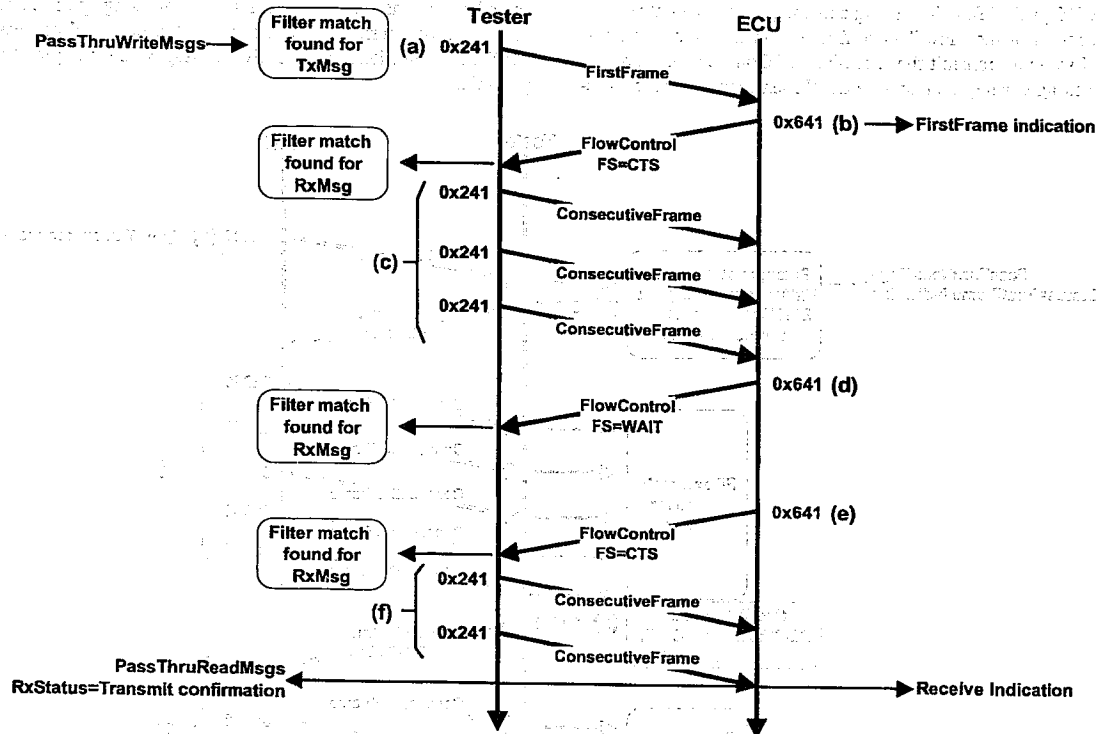 Tester
ECU
PassThruWriteMsgs
Filter match
found for
TxMsg
(a)
0x241
FirstFrame
0x641 (b)
FirstFrame indication
FlowControl
FS=CTS
Filter match
found for
RxMsg
0x241
ConsecutiveFrame
(c)
0x241
ConsecutiveFrame
0x241
ConsecutiveFrame
0x641 (d)
FlowControl
FS=WAIT
Filter match
found for
RxMsg
0x641 (e)
FlowControl
FS=CTS
Filter match
found for
RxMsg
0x241
ConsecutiveFrame
(f)
0x241
ConsecutiveFrame
PassThruReadMsgs
RxStatus=Transmit confirmation
Receive Indication